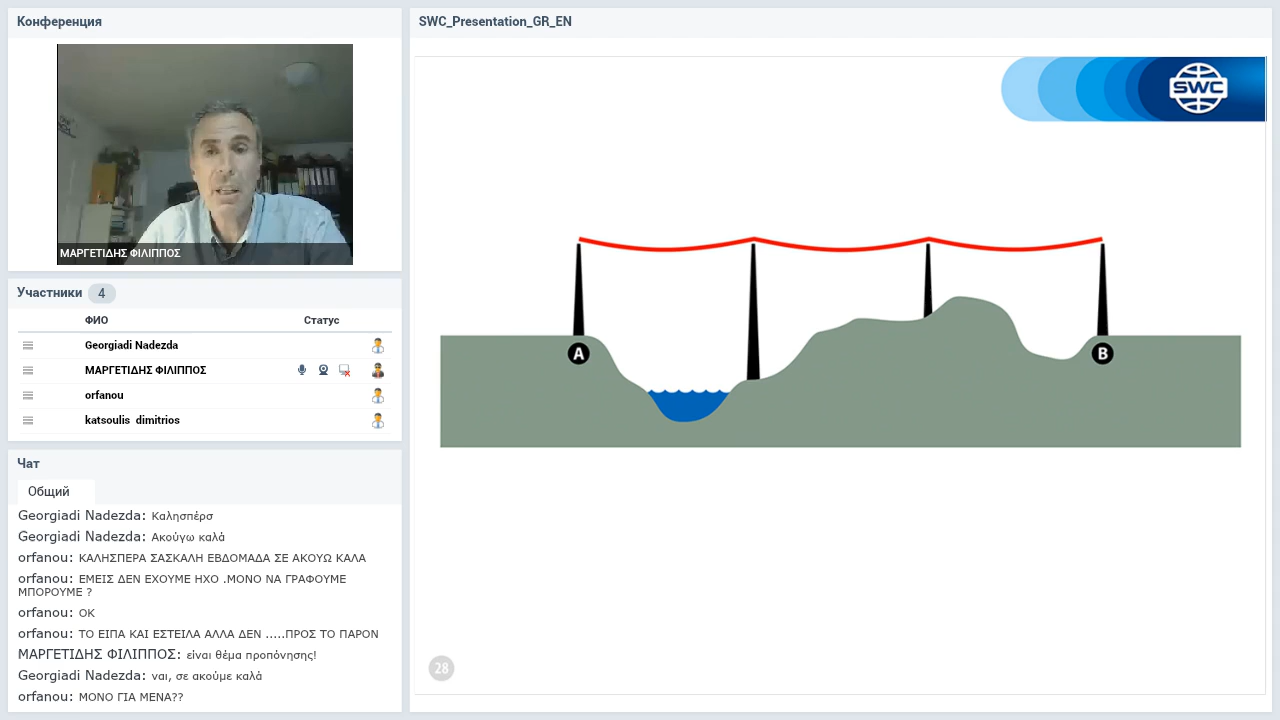 Конференция
ΜΑΡΓΕΤΙΔΗΣ ΦΙΛΙΠΠΟΣ
Участники 4
ФИО Статус
Georgiadi Nadezda
ΜΑΡΓΕΤΙΔΗΣ ΦΙΛΙΠΠΟΣ
orfanou
katsoulis dimitrios
Чат
Общий
Georgiadi Nadezda: Καλησπέρσ
Georgiadi Nadezda: Ακούγω καλά
orfanou: ΚΑΛΗΣΠΕΡΑ ΣΑΣΚΑΛΗ ΕΒΔΟΜΑΔΑ ΣΕ ΑΚΟΥΩ ΚΑΛΑ
orfanou: ΕΜΕΙΣ ΔΕΝ ΕΧΟΥΜΕ ΗΧΟ .ΜΟΝΟ ΝΑ ΓΡΑΦΟΥΜΕ
ΜΠΟΡΟΥΜΕ ?
orfanou: ΟΚ
orfanou: ΤΟ ΕΙΠΑ ΚΑΙ ΕΣΤΕΙΛΑ ΑΛΛΑ ΔΕΝ .....ΠΡΟΣ ΤΟ ΠΑΡΟΝ
ΜΑΡΓΕΤΙΔΗΣ ΦΙΛΙΠΠΟΣ: είναι θέμα προπόνησης!
Georgiadi Nadezda: ναι, σε ακούμε καλά
orfanou: ΜΟΝΟ ΓΙΑ ΜΕΝΑ??
SWC_Presentation_GR_EN
SWC
A B
28